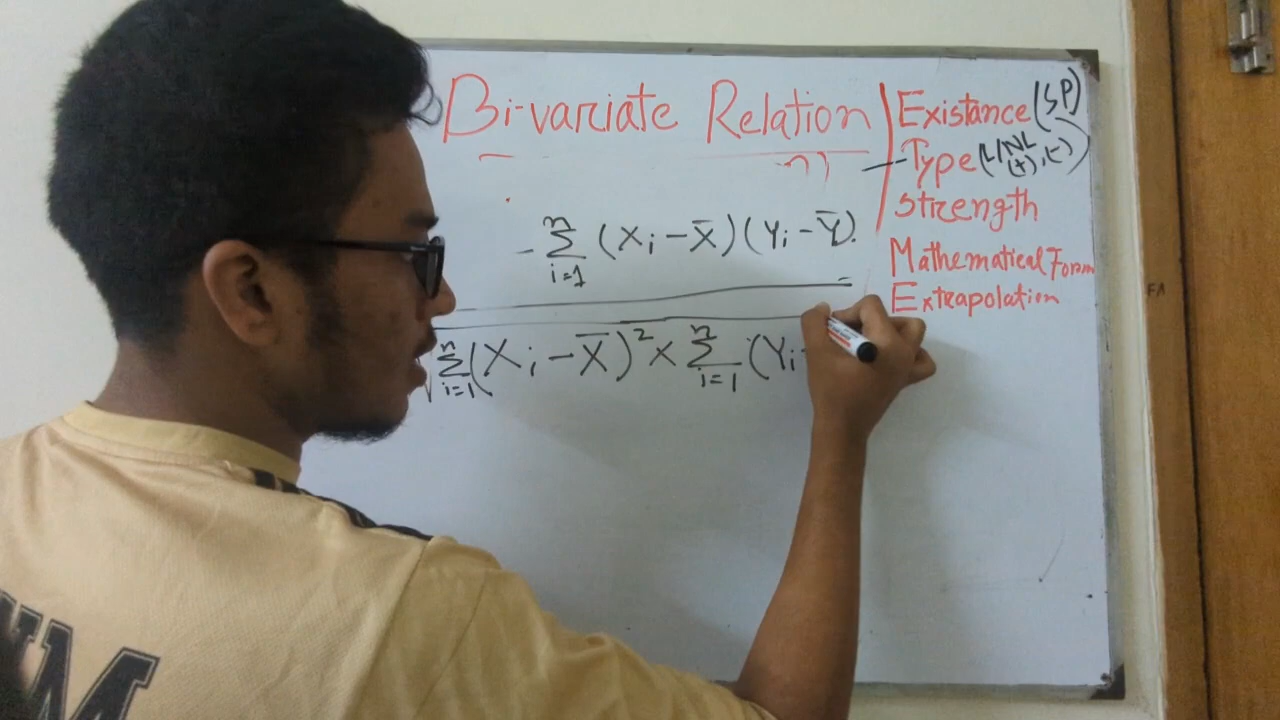 Bi-variate Relation
Existance (SP)
Type (L/NL (+), (-)
Strength
Mathematical Form
Extrapolation
- n Σ i=1 (Xi - X̄) (Yi - Ȳ).
n Σ i=1 (Xi - X̄)² × n Σ i=1 (Yi -